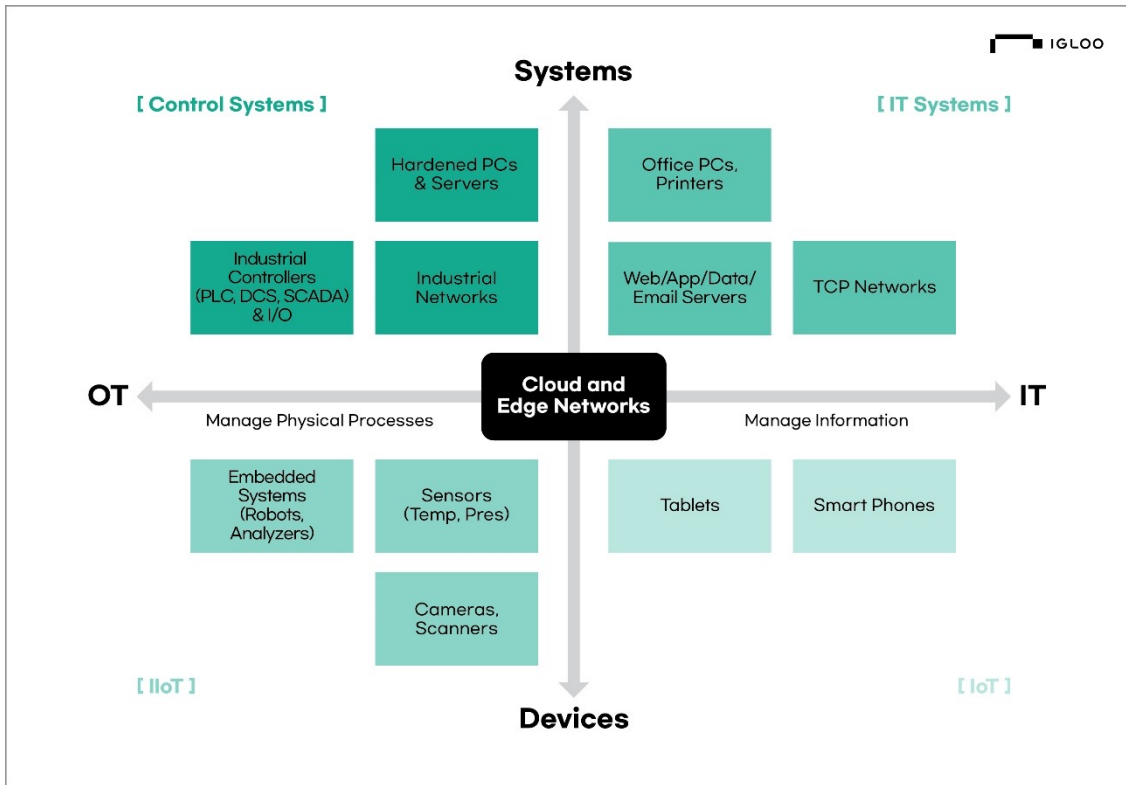 IGLOO
Systems
[ Control Systems ]
[ IT Systems ]
Hardened PCs
& Servers
Office PCs,
Printers
Industrial
Controllers
(PLC, DCS, SCADA)
& I/O
Industrial
Networks
Web/App/Data/
Email Servers
TCP Networks
OT
Cloud and
Edge Networks
IT
Manage Physical Processes
Manage Information
Embedded
Systems
(Robots,
Analyzers)
Sensors
(Temp, Pres)
Tablets
Smart Phones
Cameras,
Scanners
[ IIoT ]
[ IoT ]
Devices